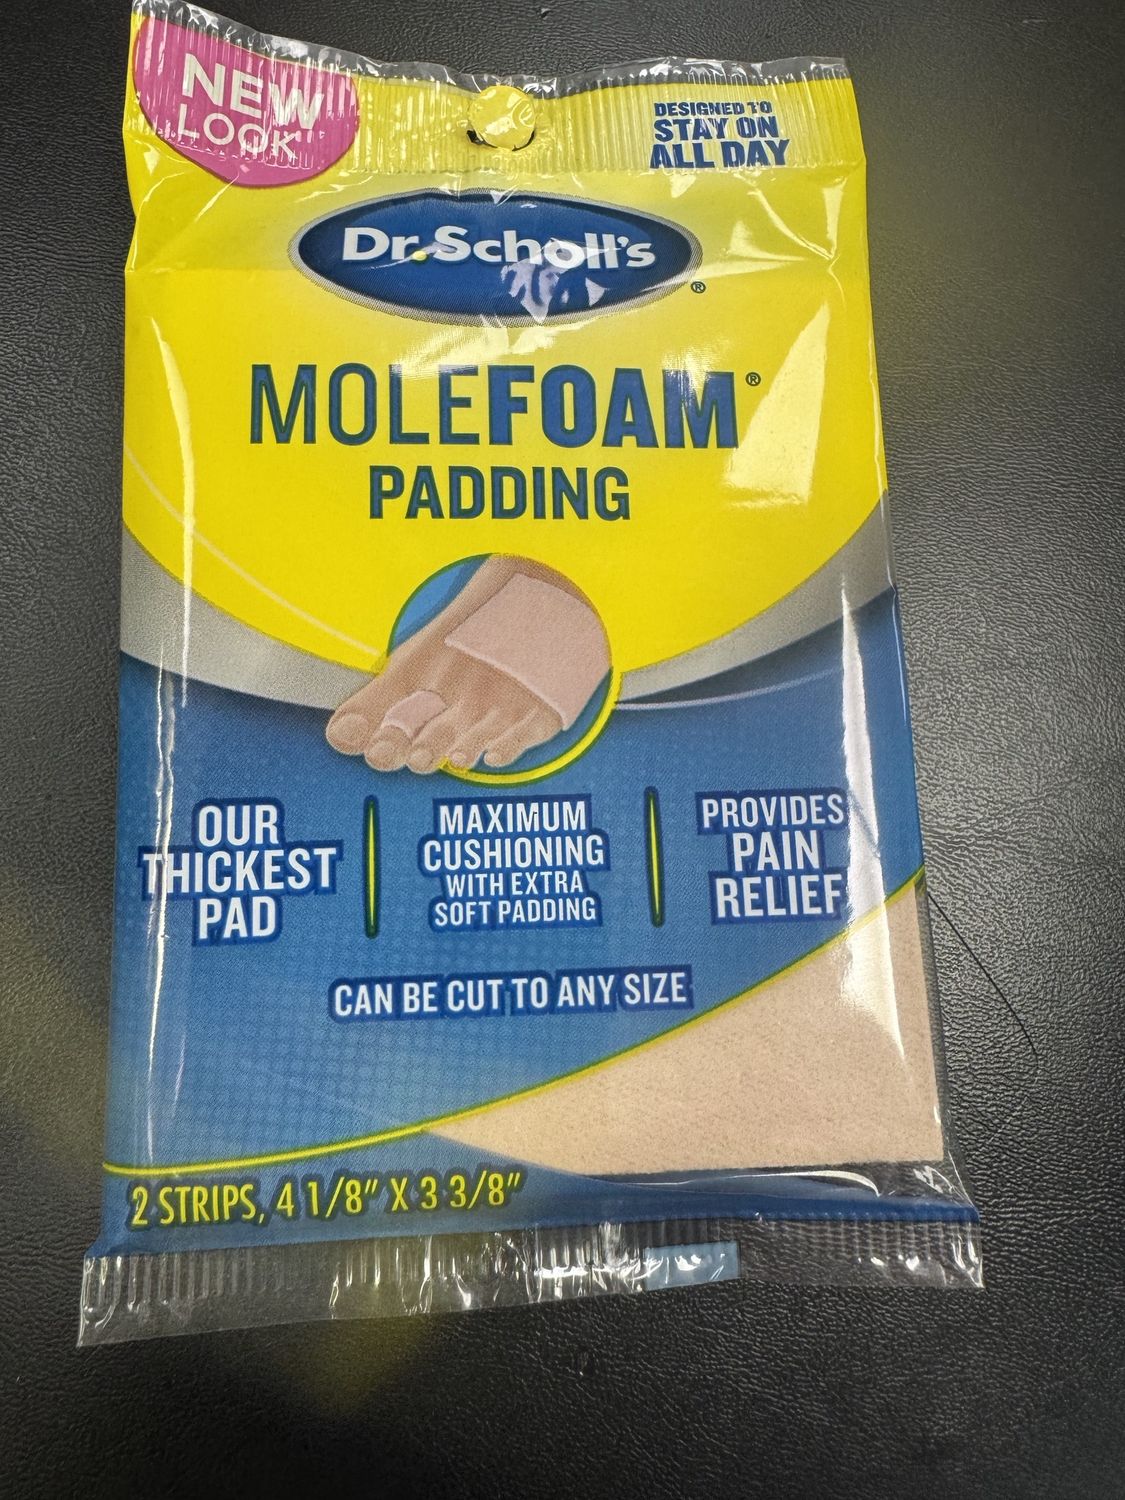 NEW
LOOK
DESIGNED TO
STAY ON
ALL DAY
Dr. Scholl's®
MOLEFOAM®
PADDING
OUR
THICKEST
PAD
MAXIMUM
CUSHIONING
WITH EXTRA
SOFT PADDING
PROVIDES
PAIN
RELIEF
CAN BE CUT TO ANY SIZE
2 STRIPS, 4 1/8" X 3 3/8"